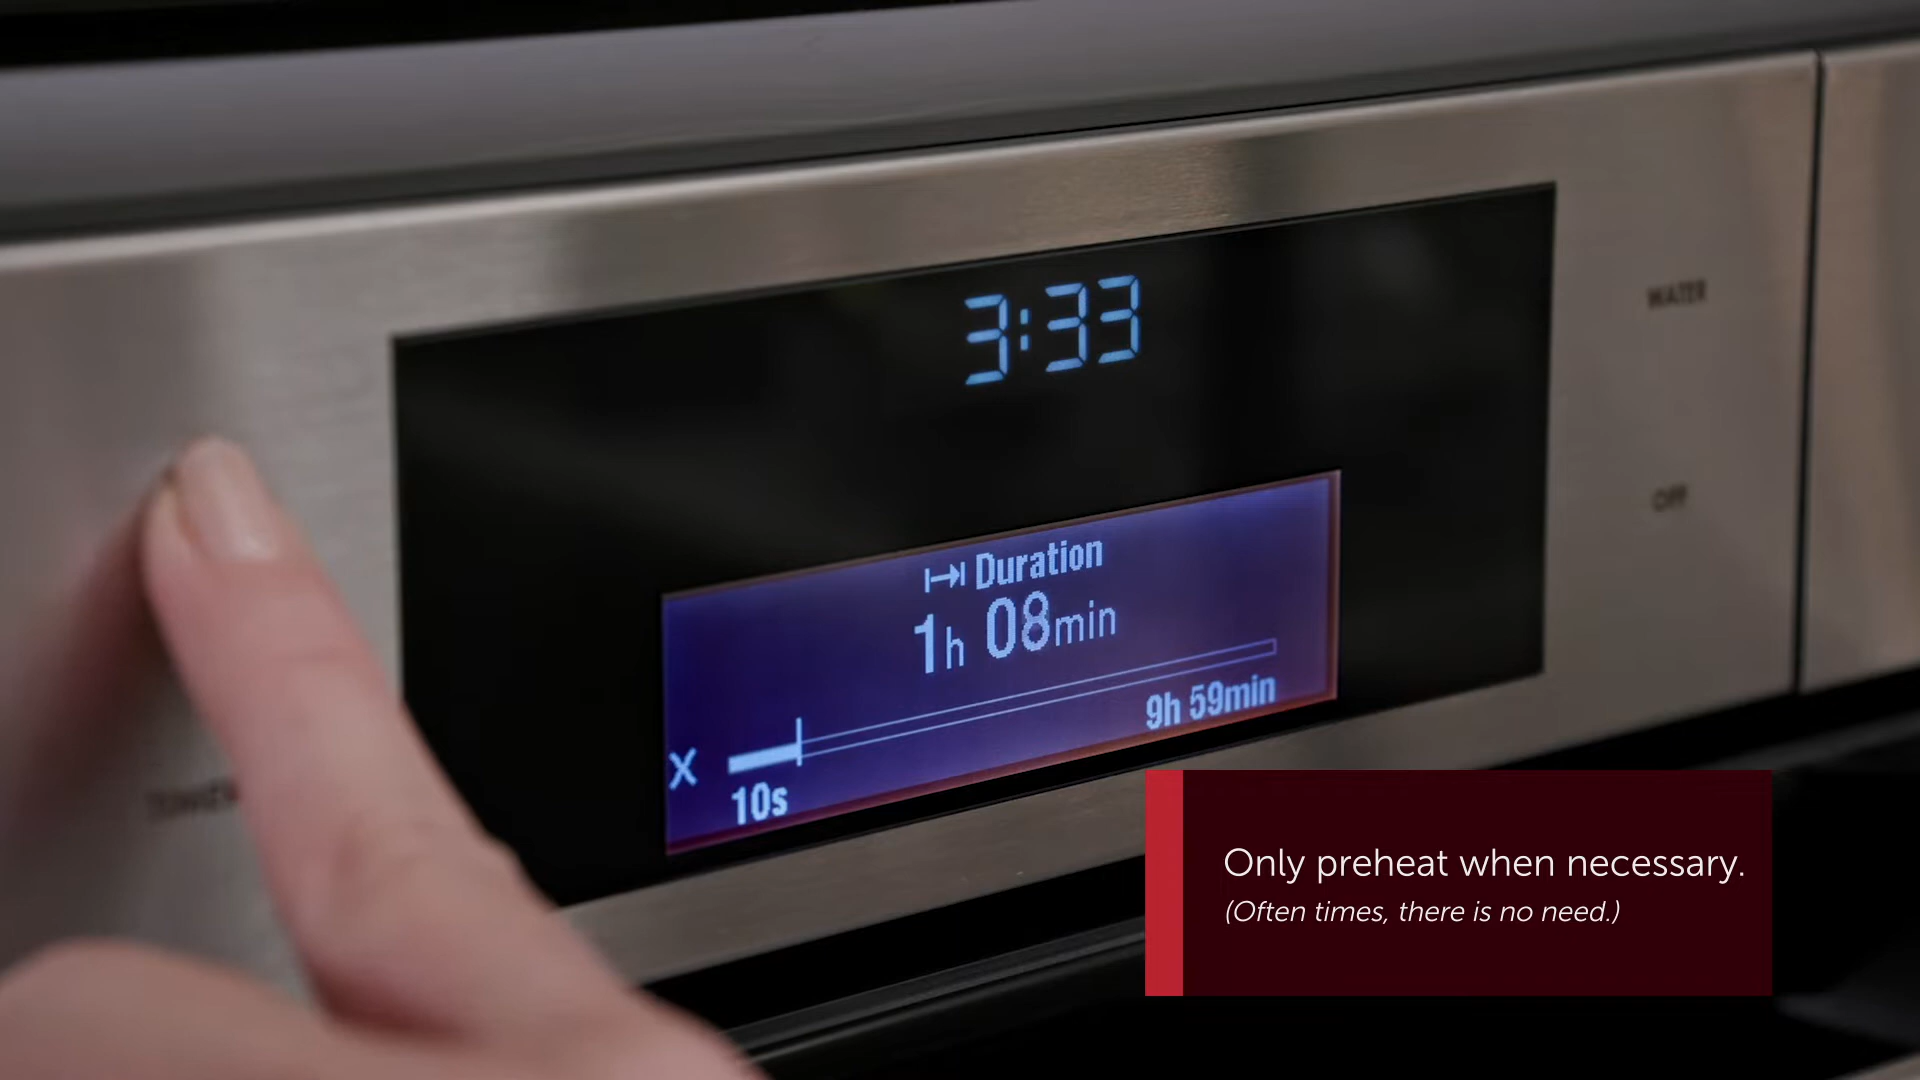 3:33
WATER
OFF
Duration
1h 08min
9h 59min
X
10s
Only preheat when necessary.
(Often times, there is no need.)